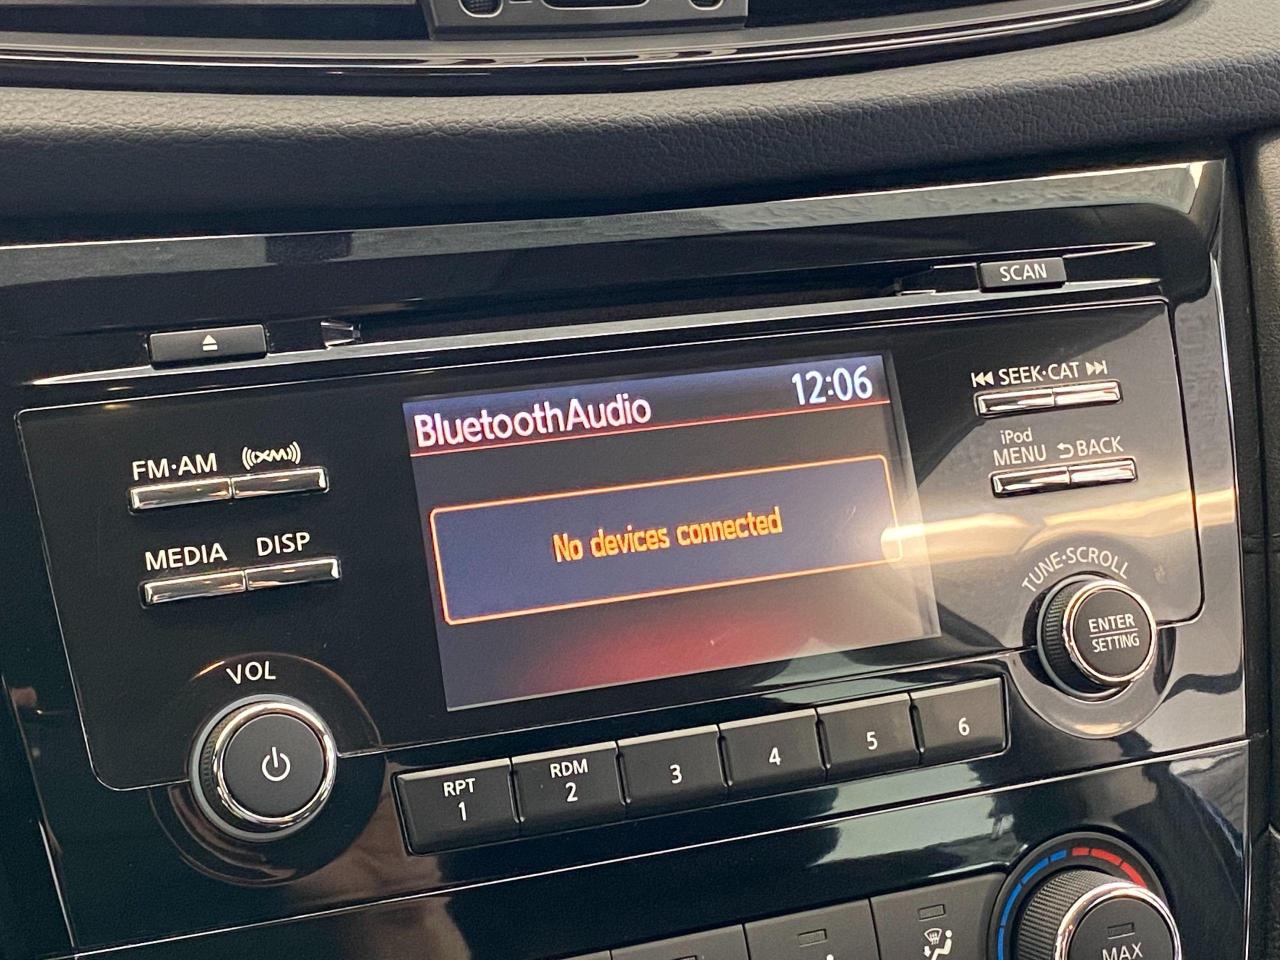 SCAN
SEEK·CAT
FM·AM
((XM))
BluetoothAudio
12:06
iPod
MENU
BACK
MEDIA
DISP
No devices connected
TUNE·SCROLL
ENTER
SETTING
VOL
RPT
1
RDM
2
3
4
5
6
MAX